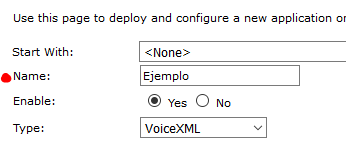 Use this page to deploy and configure a new application or
Start With: <None>
Name: Ejemplo
Enable: Yes No
Type: VoiceXML